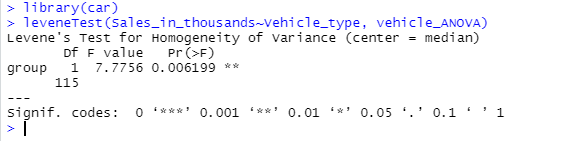 > library(car)
> leveneTest(Sales_in_thousands~Vehicle_type, vehicle_ANOVA)
Levene's Test for Homogeneity of Variance (center = median)
       Df F value   Pr(>F)
group   1  7.7756 0.006199 **
      115
---
Signif. codes:  0 ‘***’ 0.001 ‘**’ 0.01 ‘*’ 0.05 ‘.’ 0.1 ‘ ’ 1
>